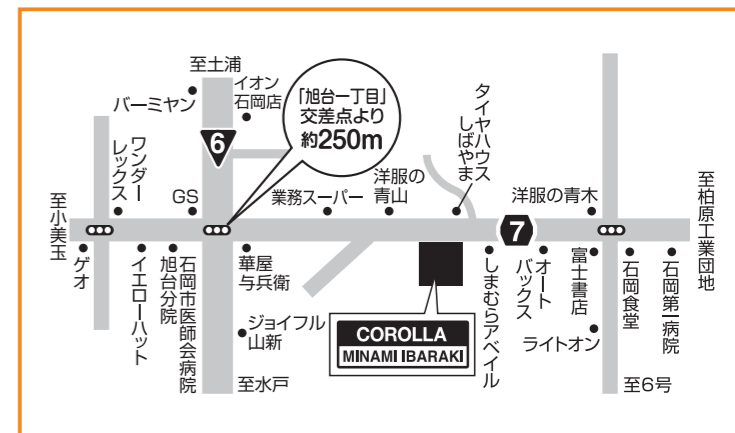 至土浦
バーミヤン
イオン
石岡店
「旭台一丁目」
交差点より
約250m
6
ワンダー
レックス
GS
業務スーパー
洋服の
青山
タイヤハウス
しばやま
洋服の青木
至柏原工業団地
至小美玉
7
ゲオ
イエローハット
石岡市医師会病院
旭台分院
華屋
与兵衛
ジョイフル
山新
至水戸
COROLLA
MINAMI IBARAKI
しまむらアベイル
オート
バックス
富士書店
ライトオン
石岡食堂
石岡第一病院
至6号